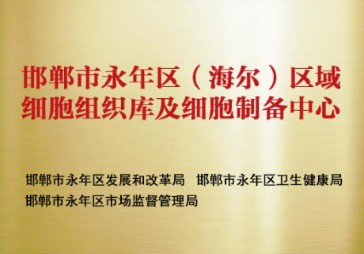 邯郸市永年区（海尔）区域
细胞组织库及细胞制备中心
邯郸市永年区发展和改革局 邯郸市永年区卫生健康局
邯郸市永年区市场监督管理局